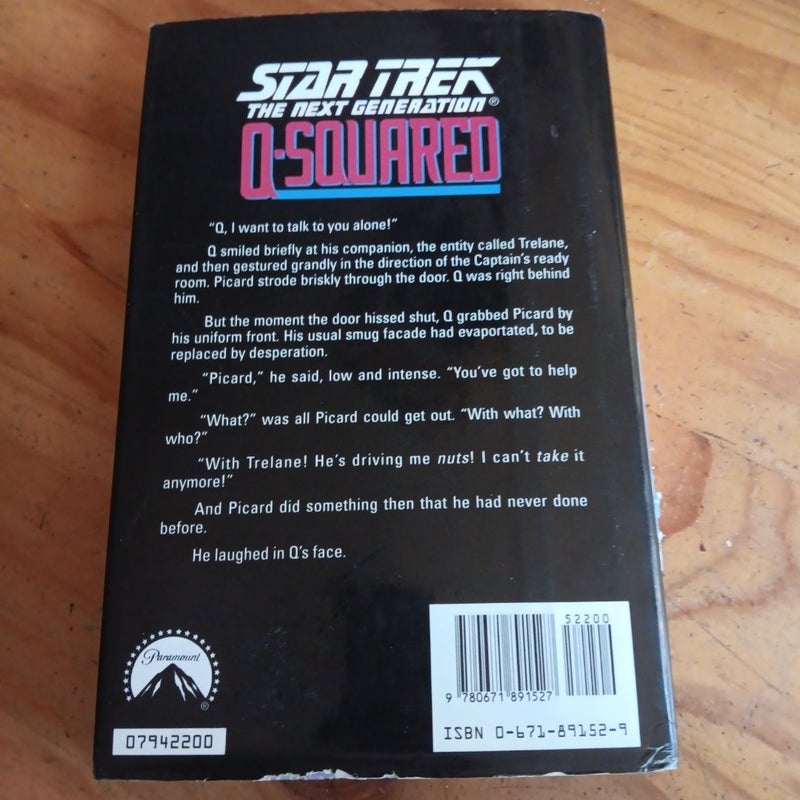 STAR TREK
THE NEXT GENERATION®
Q-SQUARED
"Q, I want to talk to you alone!"
Q smiled briefly at his companion, the entity called Trelane,
and then gestured grandly in the direction of the Captain's ready
room. Picard strode briskly through the door. Q was right behind
him.
But the moment the door hissed shut, Q grabbed Picard by
his uniform front. His usual smug facade had evaportated, to be
replaced by desperation.
"Picard," he said, low and intense. "You've got to help
me."
"What?" was all Picard could get out. "With what? With
who?"
"With Trelane! He's driving me nuts! I can't take it
anymore!"
And Picard did something then that he had never done
before.
He laughed in Q's face.
Paramount
®
07942200
52200
9 780671 891527
ISBN 0-671-89152-9